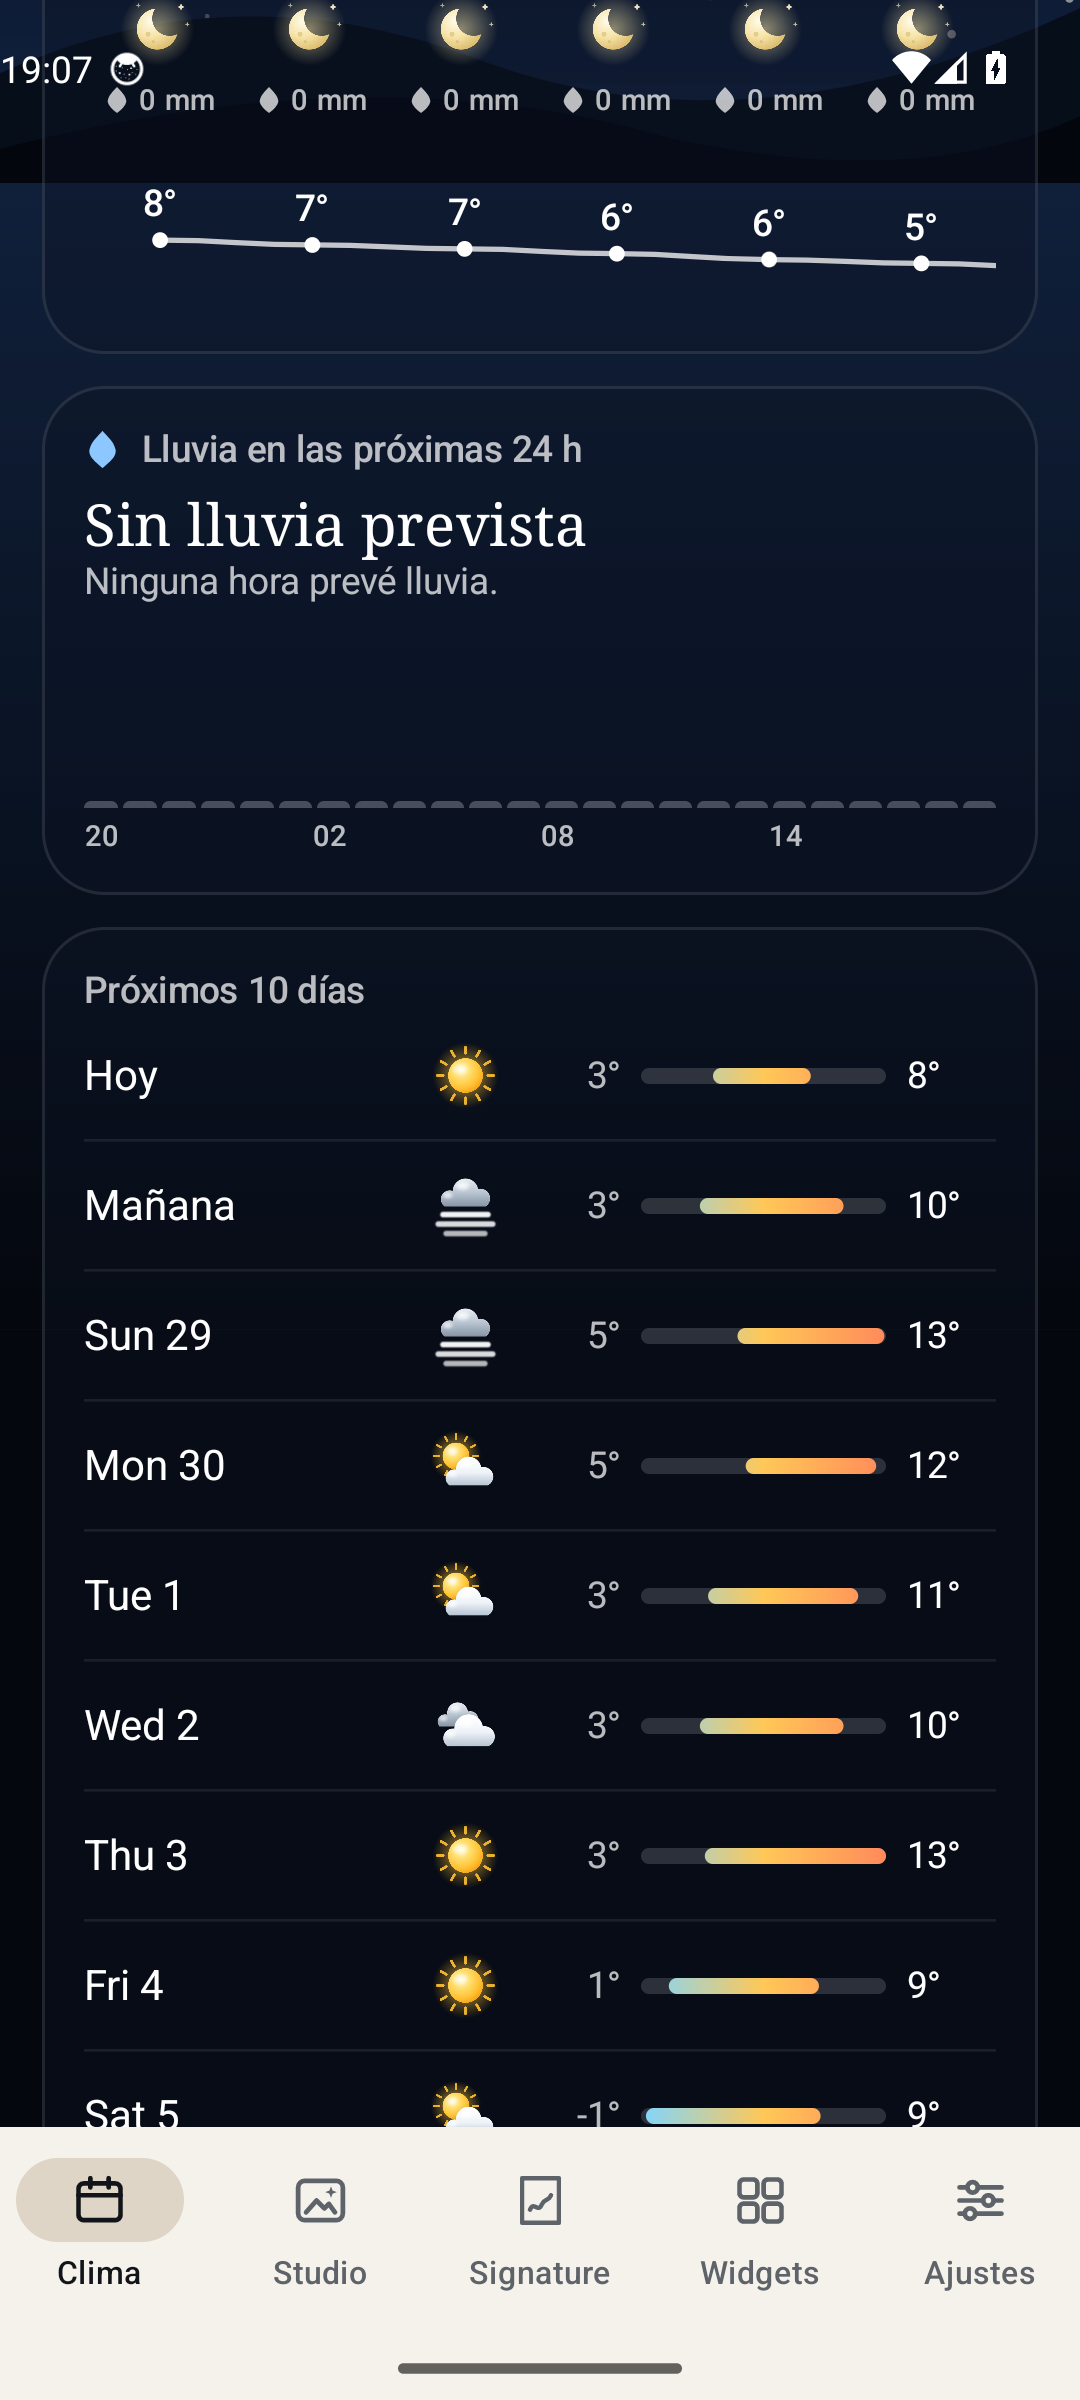 19:07
0 mm 0 mm 0 mm 0 mm 0 mm 0 mm
8° 7° 7° 6° 6° 5°
Lluvia en las próximas 24 h
Sin lluvia prevista
Ninguna hora prevé lluvia.
20 02 08 14
Próximos 10 días
Hoy 3° 8°
Mañana 3° 10°
Sun 29 5° 13°
Mon 30 5° 12°
Tue 1 3° 11°
Wed 2 3° 10°
Thu 3 3° 13°
Fri 4 1° 9°
Sat 5 -1° 9°
Clima Studio Signature Widgets Ajustes